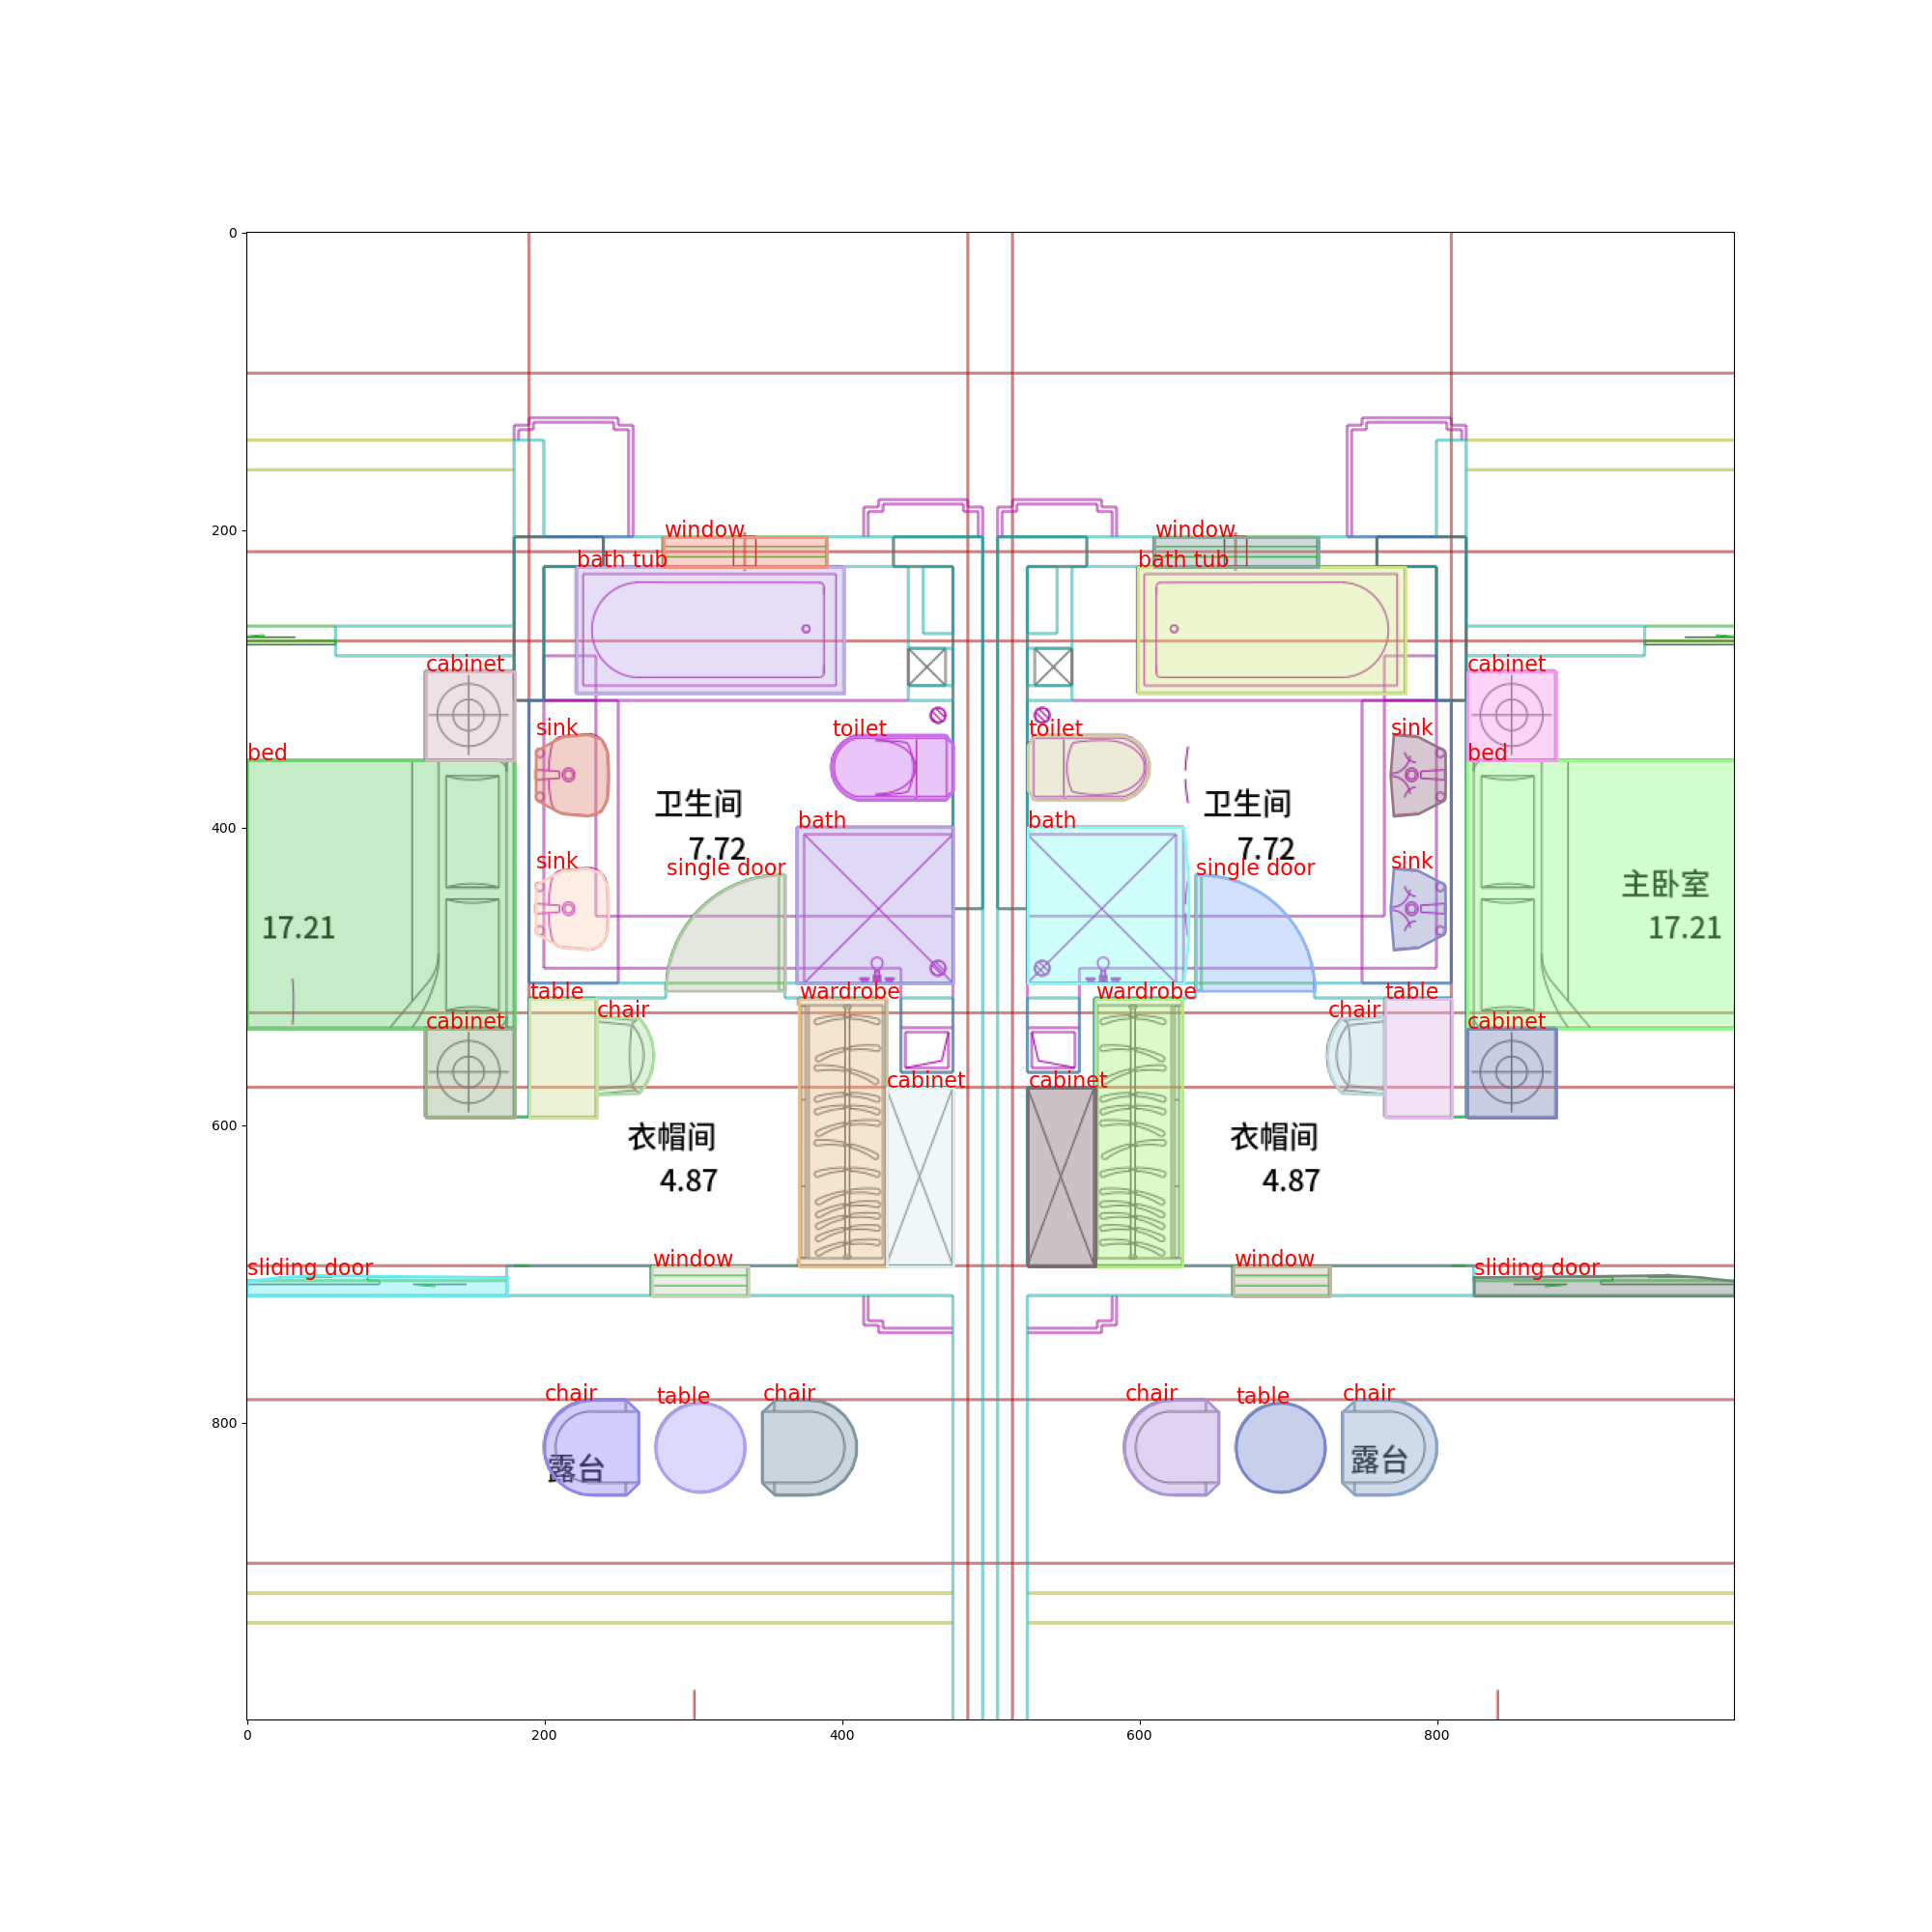 0
200
window
window
bath tub
bath tub
cabinet
cabinet
sink
toilet
toilet
sink
bed
bed
卫生间
7.72
卫生间
7.72
400
bath
bath
sink
single door
single door
sink
主卧室
17.21
17.21
table
chair
wardrobe
wardrobe
chair
table
cabinet
cabinet
cabinet
cabinet
600
衣帽间
4.87
衣帽间
4.87
sliding door
window
window
sliding door
chair
table
chair
chair
table
chair
800
露台
露台
0
200
400
600
800